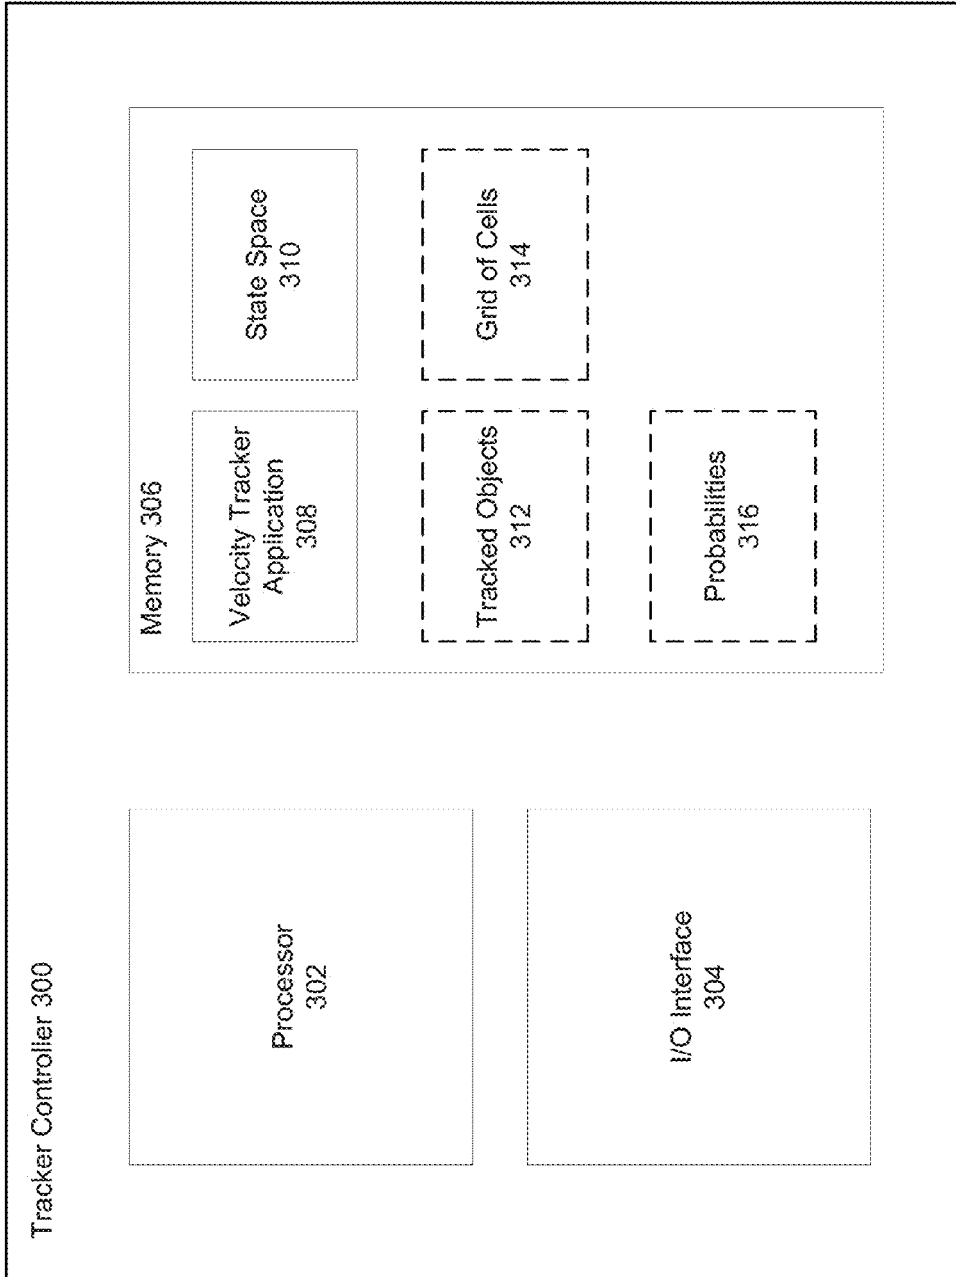 Tracker Controller 300
Processor
302
I/O Interface
304
Memory 306
Velocity Tracker
Application
308
State Space
310
Tracked Objects
312
Grid of Cells
314
Probabilities
316